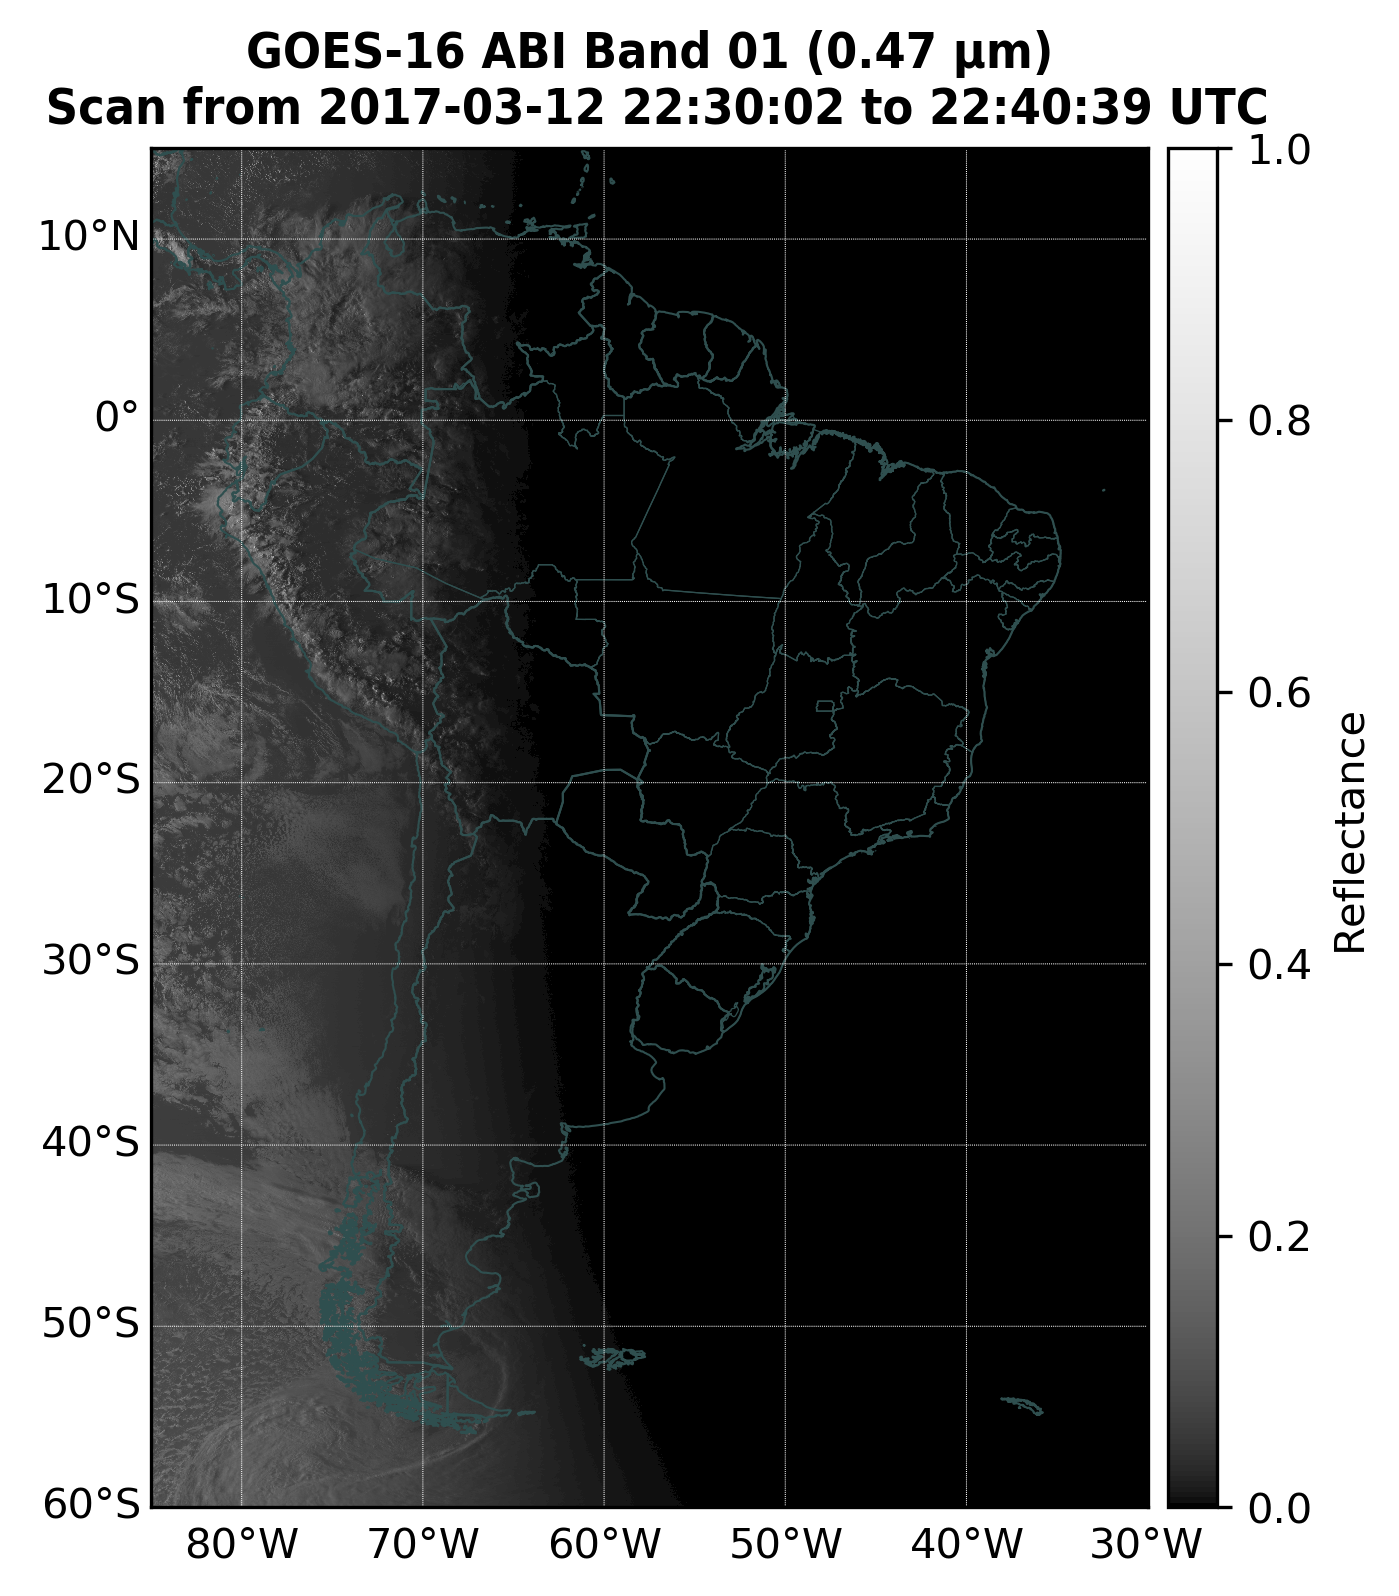 GOES-16 ABI Band 01 (0.47 µm)
Scan from 2017-03-12 22:30:02 to 22:40:39 UTC
10°N
0°
10°S
20°S
30°S
40°S
50°S
60°S
80°W
70°W
60°W
50°W
40°W
30°W
1.0
0.8
0.6
0.4
0.2
0.0
Reflectance